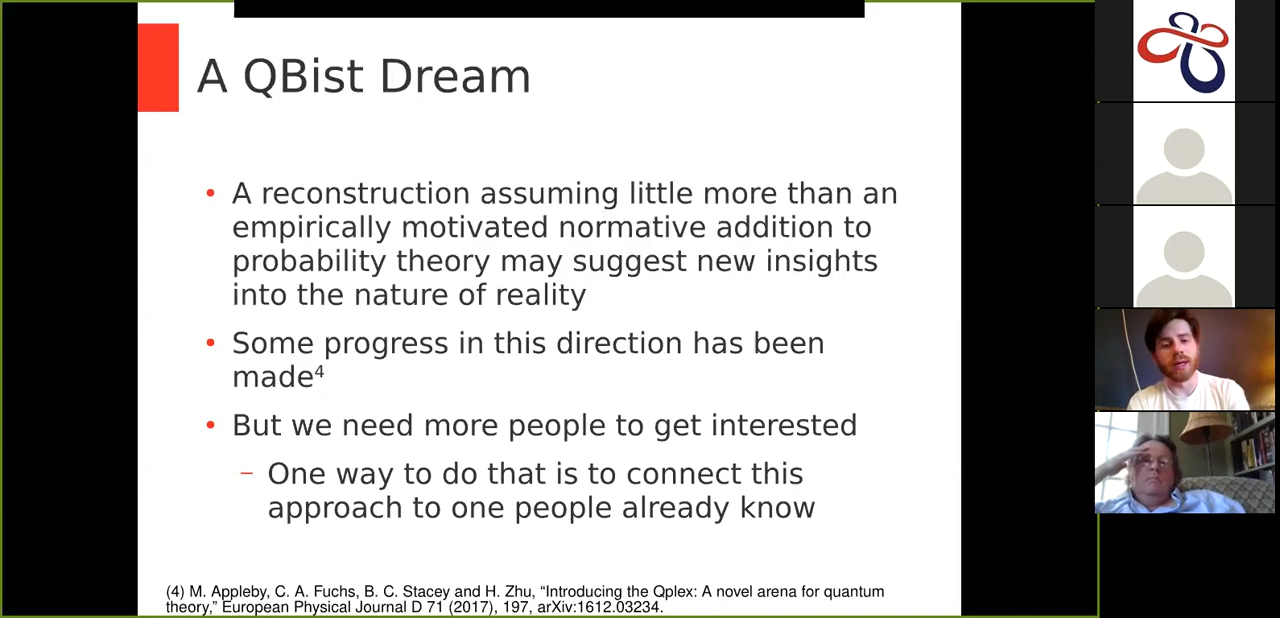 A QBist Dream
• A reconstruction assuming little more than an
empirically motivated normative addition to
probability theory may suggest new insights
into the nature of reality
• Some progress in this direction has been
made⁴
• But we need more people to get interested
– One way to do that is to connect this
approach to one people already know
(4) M. Appleby, C. A. Fuchs, B. C. Stacey and H. Zhu, “Introducing the Qplex: A novel arena for quantum
theory,” European Physical Journal D 71 (2017), 197, arXiv:1612.03234.